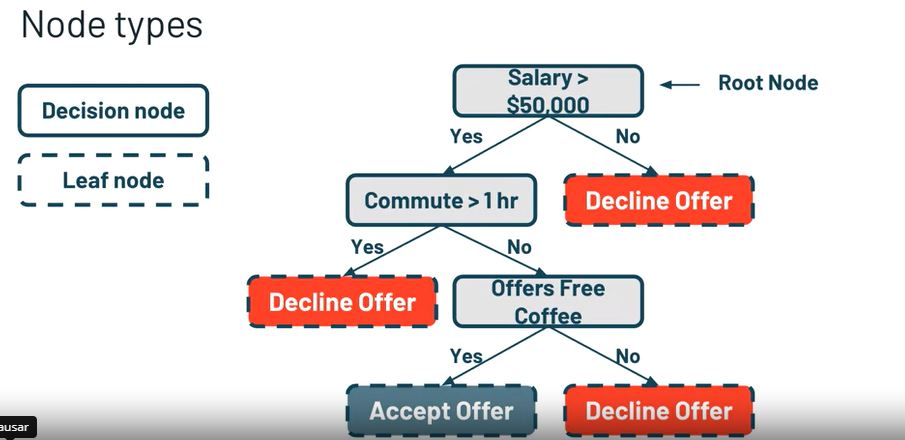 Node types
Salary >
$50,000
Root Node
Decision node
Yes
No
Leaf node
Commute > 1 hr
Decline Offer
Yes
No
Decline Offer
Offers Free
Coffee
Yes
No
Accept Offer
Decline Offer
ausar